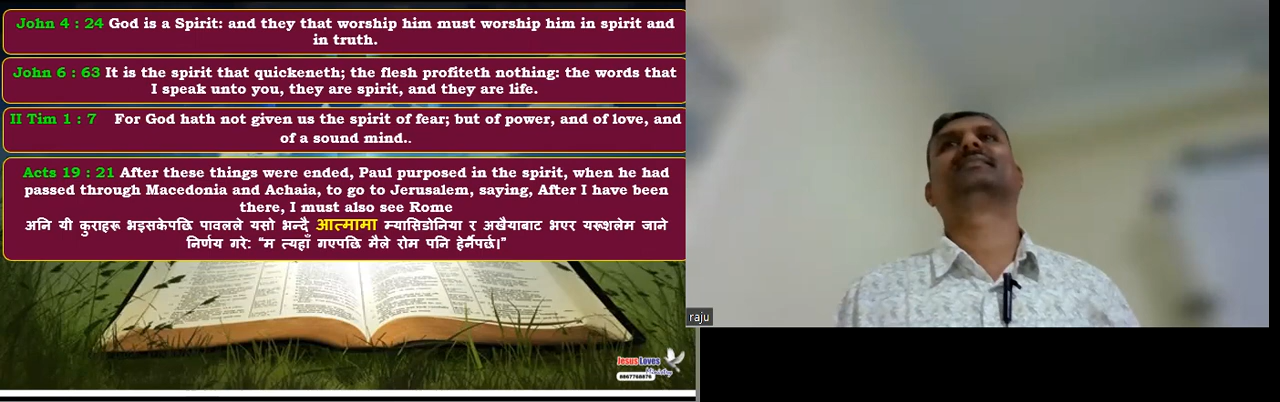 John 4 : 24 God is a Spirit: and they that worship him must worship him in spirit and
in truth.
John 6 : 63 It is the spirit that quickeneth; the flesh profiteth nothing: the words that
I speak unto you, they are spirit, and they are life.
II Tim 1 : 7 For God hath not given us the spirit of fear; but of power, and of love, and
of a sound mind..
Acts 19 : 21 After these things were ended, Paul purposed in the spirit, when he had
passed through Macedonia and Achaia, to go to Jerusalem, saying, After I have been
there, I must also see Rome
अनि यी कुराहरू भइसकेपछि पावलले यसो भन्दै आत्मामा म्यासिडोनिया र अखैयाबाट भएर यरूशलेम जाने
निर्णय गरे: “म त्यहाँ गएपछि मैले रोम पनि हेर्नैपर्छ।”
raju
Jesus Loves
Ministry